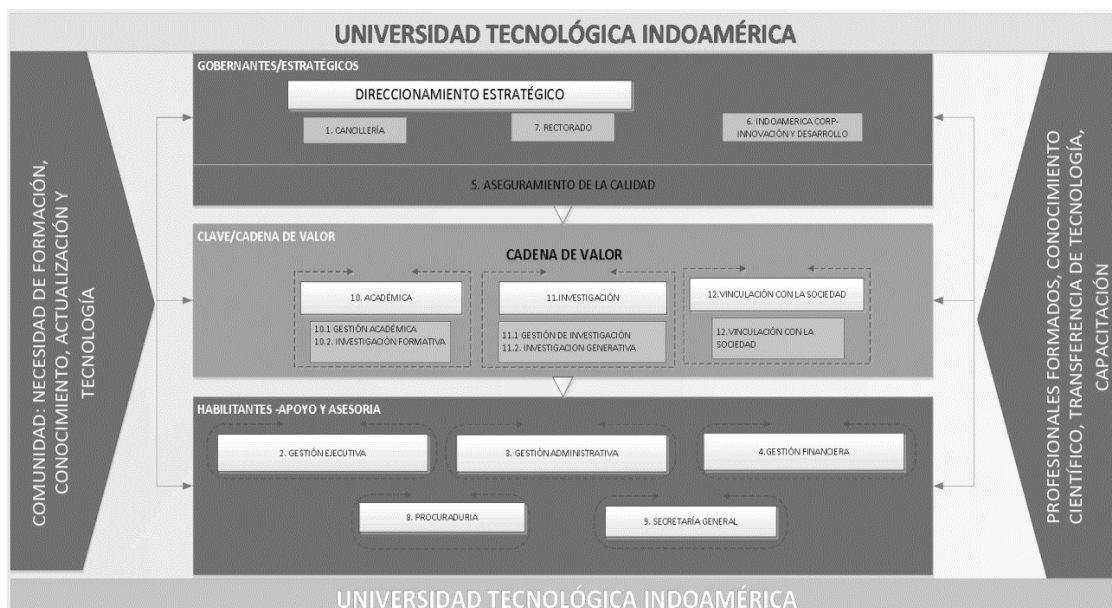 UNIVERSIDAD TECNOLÓGICA INDOAMÉRICA
COMUNIDAD: NECESIDAD DE FORMACIÓN,
CONOCIMIENTO, ACTUALIZACIÓN Y
TECNOLOGÍA
GOBERNANTES/ESTRATÉGICOS
DIRECCIONAMIENTO ESTRATÉGICO
1. CANCILLERÍA
7. RECTORADO
6. INDOAMERICA CORP-
INNOVACIÓN Y DESARROLLO
5. ASEGURAMIENTO DE LA CALIDAD
CLAVE/CADENA DE VALOR
CADENA DE VALOR
10. ACADÉMICA
11.INVESTIGACIÓN
12.VINCULACIÓN CON LA SOCIEDAD
10.1 GESTIÓN ACADÉMICA
10.2. INVESTIGACIÓN FORMATIVA
11.1 GESTIÓN DE INVESTIGACIÓN
11.2. INVESTIGACION GENERATIVA
12.VINCULACIÓN CON LA
SOCIEDAD
HABILITANTES -APOYO Y ASESORIA
2. GESTIÓN EJECUTIVA
3. GESTIÓN ADMINISTRATIVA
4.GESTIÓN FINANCIERA
8. PROCURADURIA
9. SECRETARÍA GENERAL
PROFESIONALES FORMADOS, CONOCIMIENTO
CIENTÍFICO, TRANSFERENCIA DE TECNOLOGÍA,
CAPACITACIÓN
UNIVERSIDAD TECNOLÓGICA INDOAMÉRICA